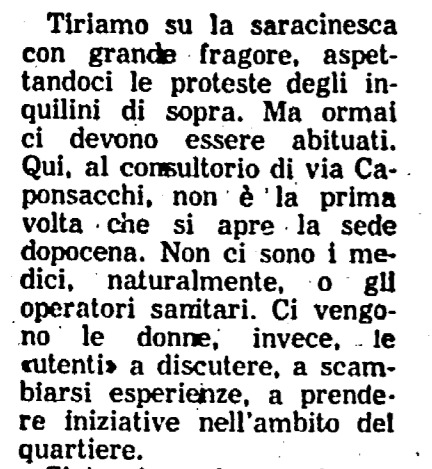 Tiriamo su la saracinesca
con grande fragore, aspet-
tandoci le proteste degli in-
quilini di sopra. Ma ormai
ci devono essere abituati.
Qui, al consultorio di via Ca-
ponsacchi, non è la prima
volta che si apre la sede
dopocena. Non ci sono i me-
dici, naturalmente, o gli
operatori sanitari. Ci vengo-
no le donne, invece, le
«utenti» a discutere, a scam-
biarsi esperienze, a prende-
re iniziative nell'ambito del
quartiere.